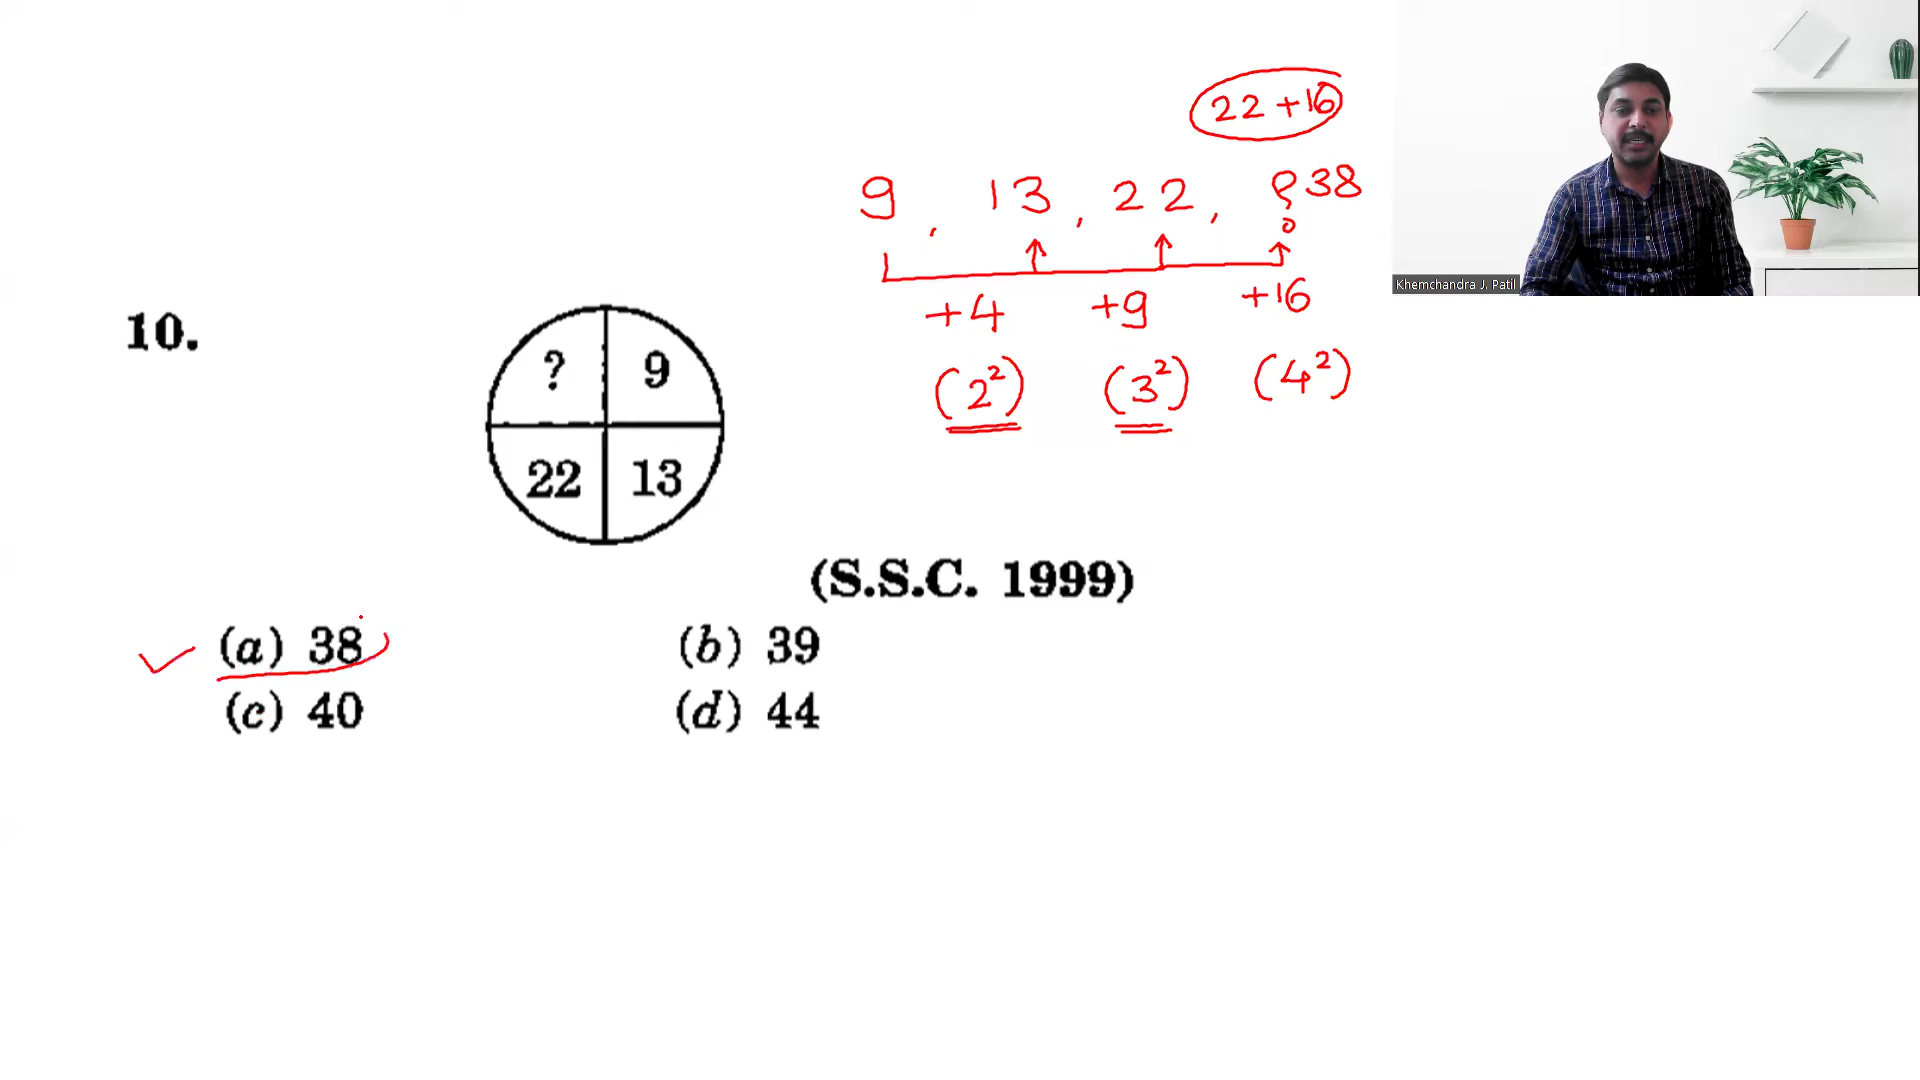 22 +16
9, 13, 22, ? 38
+4 +9 +16
(2²) (3²) (4²)
Khemchandra J. Patil
10.
? 9
22 13
(S.S.C. 1999)
(a) 38 (b) 39
(c) 40 (d) 44